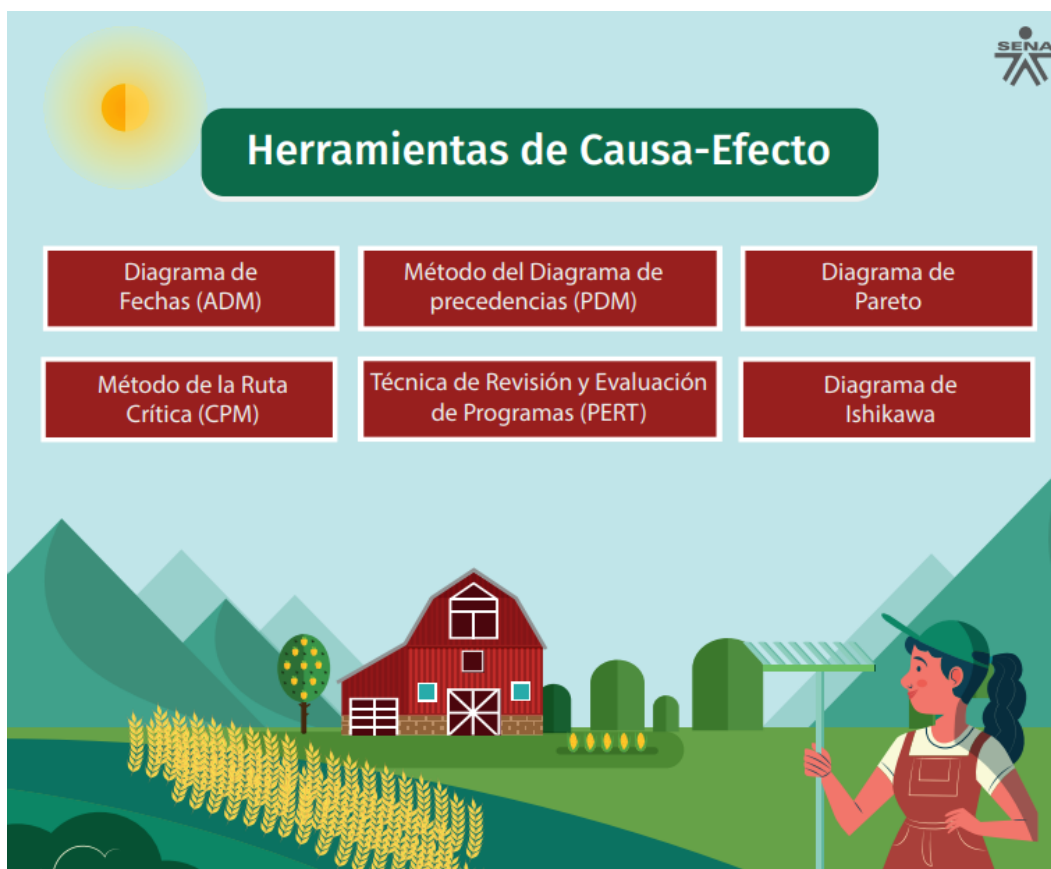 SENA
Herramientas de Causa-Efecto
Diagrama de
Fechas (ADM)
Método del Diagrama de
precedencias (PDM)
Diagrama de
Pareto
Método de la Ruta
Crítica (CPM)
Técnica de Revisión y Evaluación
de Programas (PERT)
Diagrama de
Ishikawa